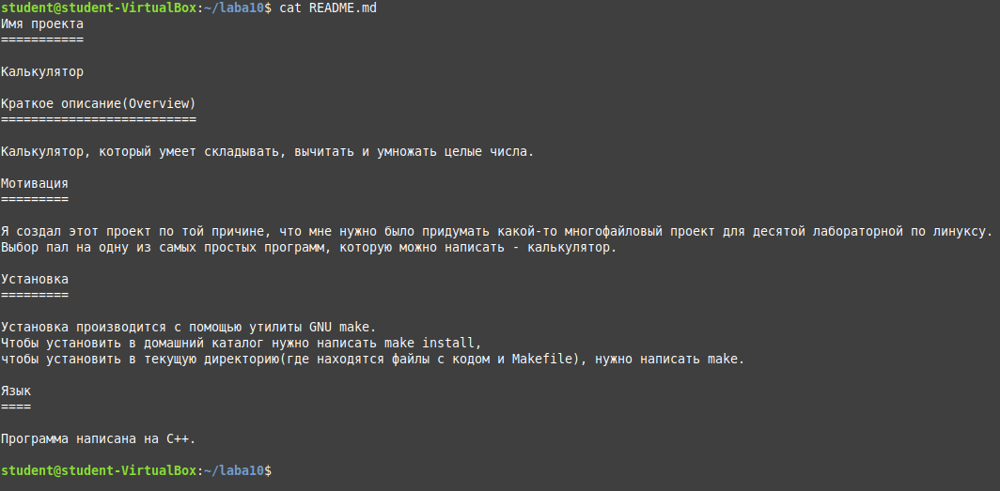 student@student-VirtualBox:~/laba10$ cat README.md
Имя проекта
===========
Калькулятор
Краткое описание(Overview)
==========================
Калькулятор, который умеет складывать, вычитать и умножать целые числа.
Мотивация
=========
Я создал этот проект по той причине, что мне нужно было придумать какой-то многофайловый проект для десятой лабораторной по линуксу.
Выбор пал на одну из самых простых программ, которую можно написать - калькулятор.
Установка
=========
Установка производится с помощью утилиты GNU make.
Чтобы установить в домашний каталог нужно написать make install,
чтобы установить в текущую директорию(где находятся файлы с кодом и Makefile), нужно написать make.
Язык
====
Программа написана на C++.
student@student-VirtualBox:~/laba10$